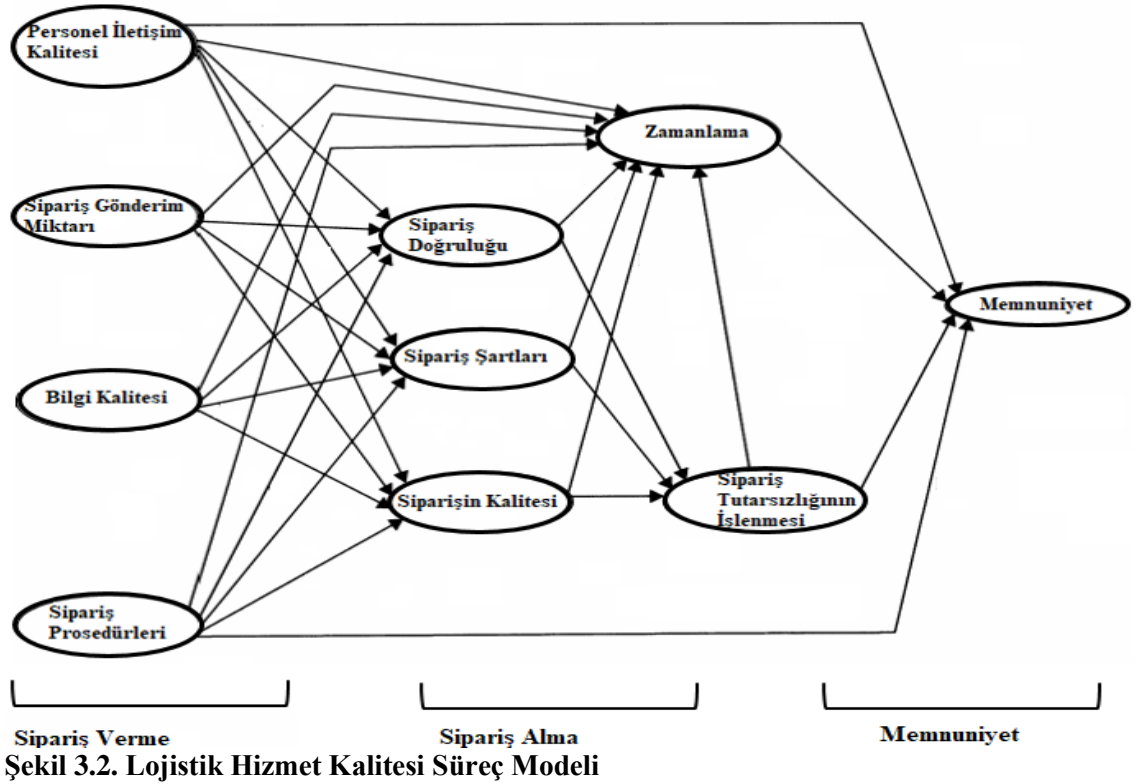 Personel İletişim
Kalitesi
Zamanlama
Sipariş Gönderim
Miktarı
Sipariş
Doğruluğu
Memnuniyet
Sipariş Şartları
Bilgi Kalitesi
Siparişin Kalitesi
Sipariş
Tutarsızlığının
İşlenmesi
Sipariş
Prosedürleri
Sipariş Verme
Sipariş Alma
Memnuniyet
Şekil 3.2. Lojistik Hizmet Kalitesi Süreç Modeli